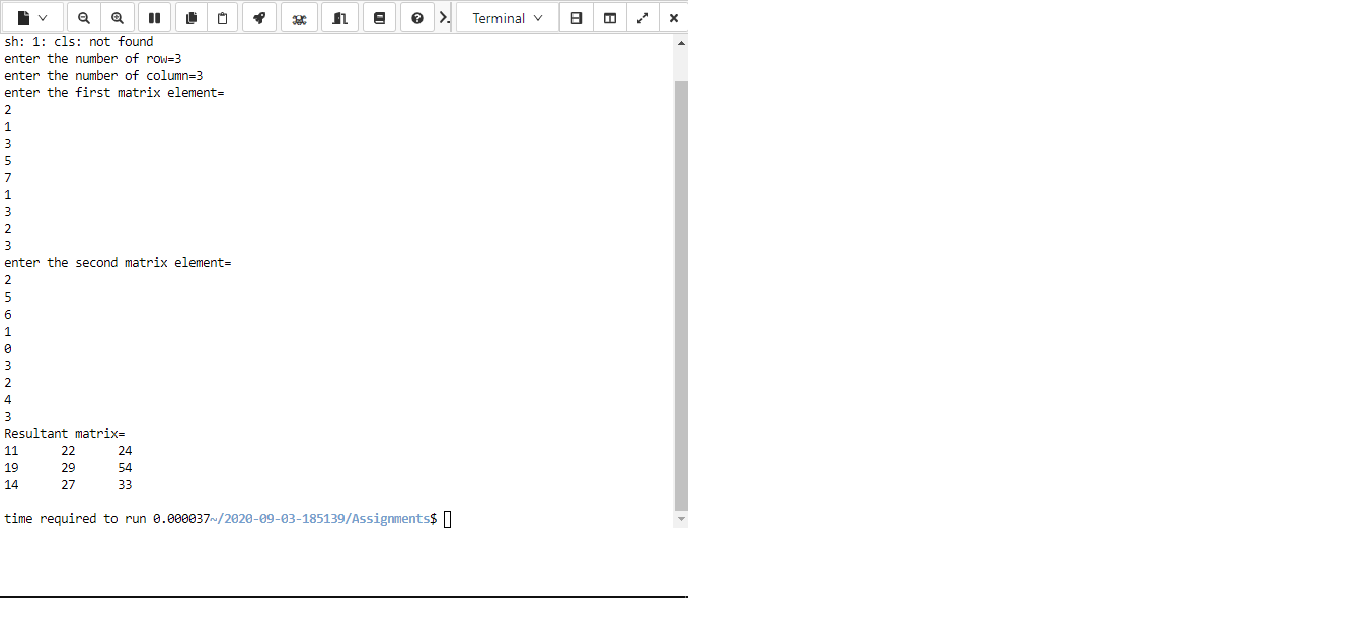 Terminal
sh: 1: cls: not found
enter the number of row=3
enter the number of column=3
enter the first matrix element=
2
1
3
5
7
1
3
2
3
enter the second matrix element=
2
5
6
1
0
3
2
4
3
Resultant matrix=
11 22 24
19 29 54
14 27 33
time required to run 0.000037~/2020-09-03-185139/Assignments$